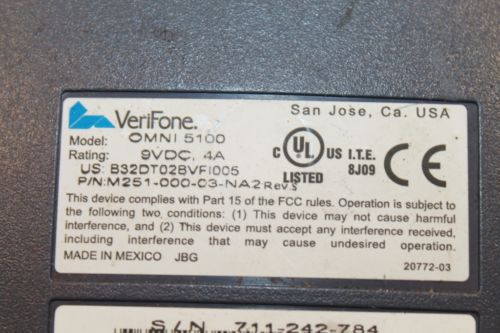 VeriFone.
San Jose, Ca. USA
Model: OMNI 5100
Rating: 9VDC, 4A
US: B32DT02BVFI005
P/N:M251-000-03-NA2 Rev.S
C UL US I.T.E.
LISTED 8J09
CE
This device complies with Part 15 of the FCC rules. Operation is subject to
the following two conditions: (1) This device may not cause harmful
interference, and (2) This device must accept any interference received,
including interference that may cause undesired operation.
MADE IN MEXICO JBG
20772-03
S/N 711-242-784